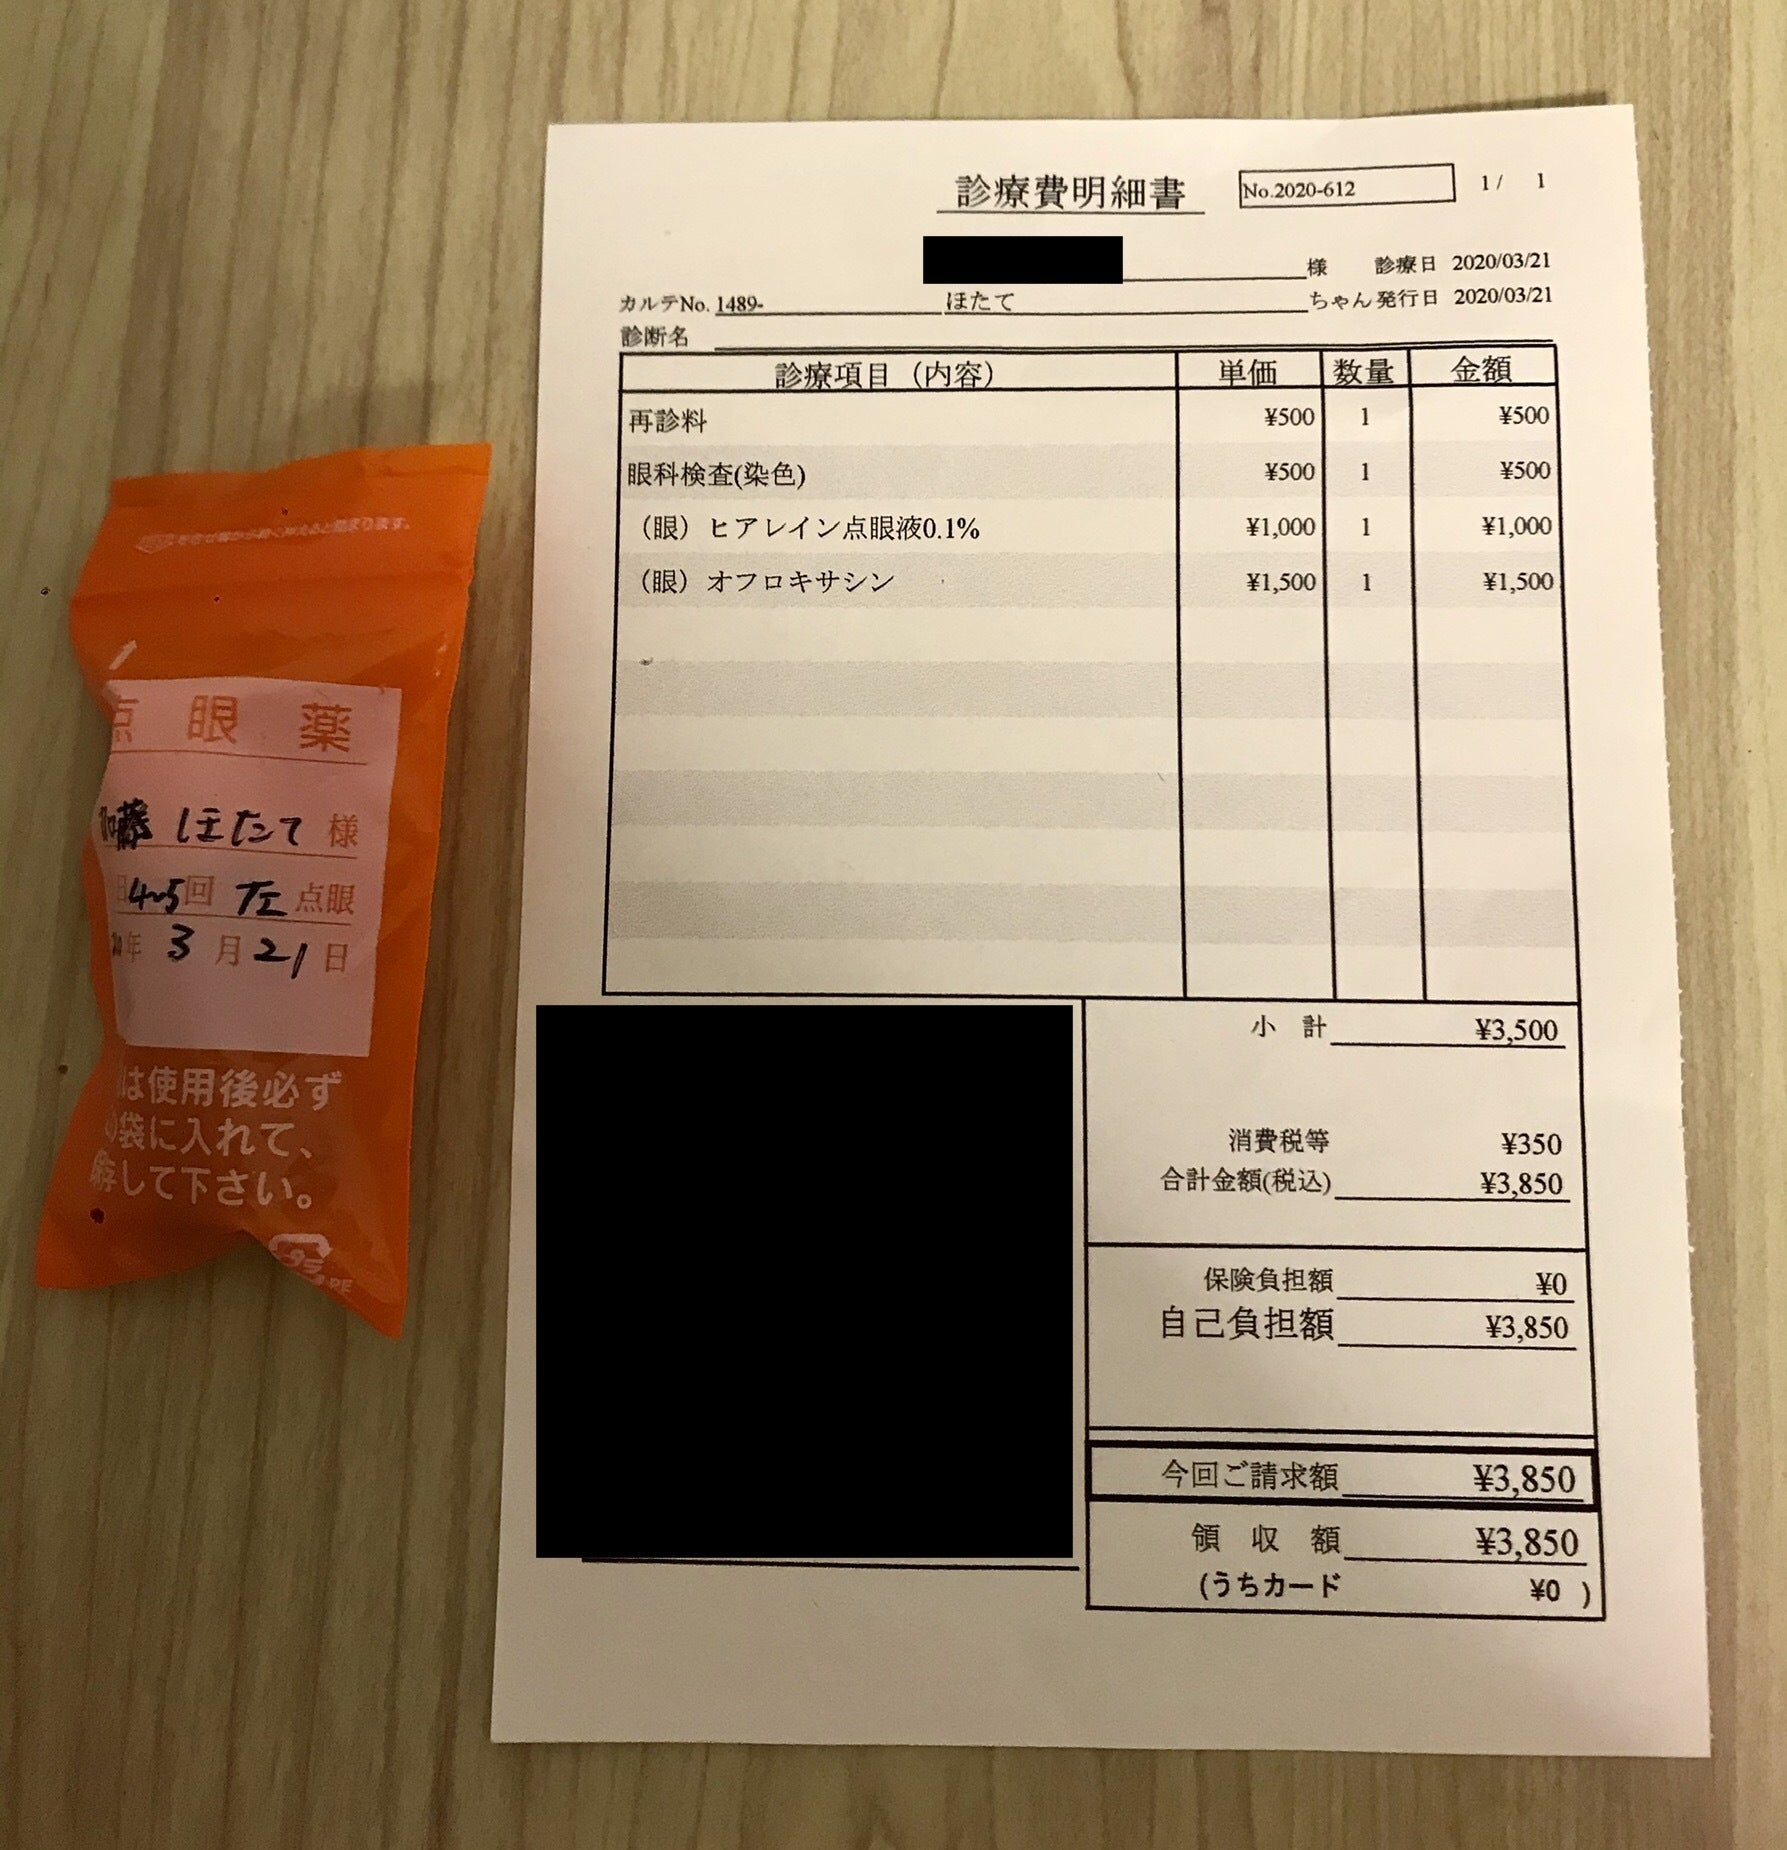 点眼薬
ほたて 様
日 4~5回 左 点眼
年 3月21日
は使用後必ず
袋に入れて、
存して下さい。
PE
診療費明細書
No.2020-612
1/ 1
様 診療日 2020/03/21
カルテNo. 1489- ほたて ちゃん 発行日 2020/03/21
診断名
診療項目(内容) 単価 数量 金額
再診料 ¥500 1 ¥500
眼科検査(染色) ¥500 1 ¥500
(眼)ヒアレイン点眼液0.1% ¥1,000 1 ¥1,000
(眼)オフロキサシン ¥1,500 1 ¥1,500
小計 ¥3,500
消費税等 ¥350
合計金額(税込) ¥3,850
保険負担額 ¥0
自己負担額 ¥3,850
今回ご請求額 ¥3,850
領収額 ¥3,850
(うちカード ¥0 )